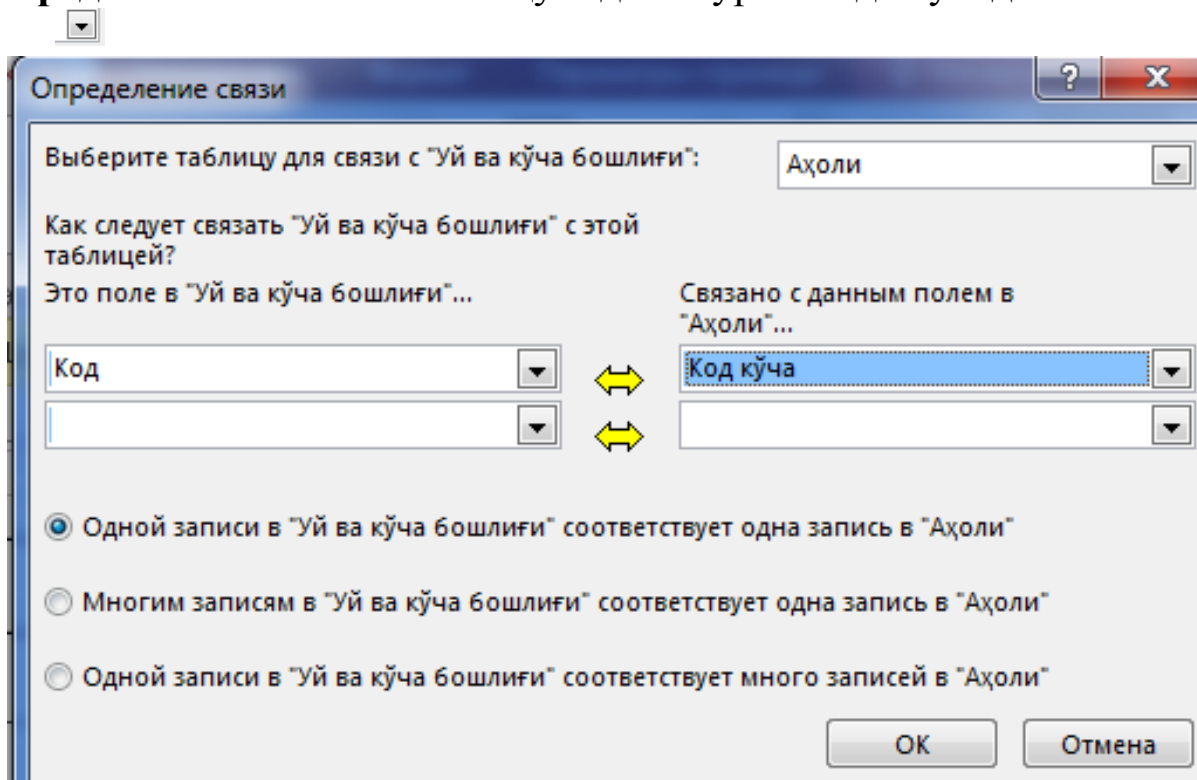 Определение связи
Выберите таблицу для связи с "Уй ва кўча бошлиғи":
Аҳоли
Как следует связать "Уй ва кўча бошлиғи" с этой
таблицей?
Это поле в "Уй ва кўча бошлиғи"...
Связано с данным полем в
"Аҳоли"...
Код
Код кўча
Одной записи в "Уй ва кўча бошлиғи" соответствует одна запись в "Аҳоли"
Многим записям в "Уй ва кўча бошлиғи" соответствует одна запись в "Аҳоли"
Одной записи в "Уй ва кўча бошлиғи" соответствует много записей в "Аҳоли"
ОК
Отмена